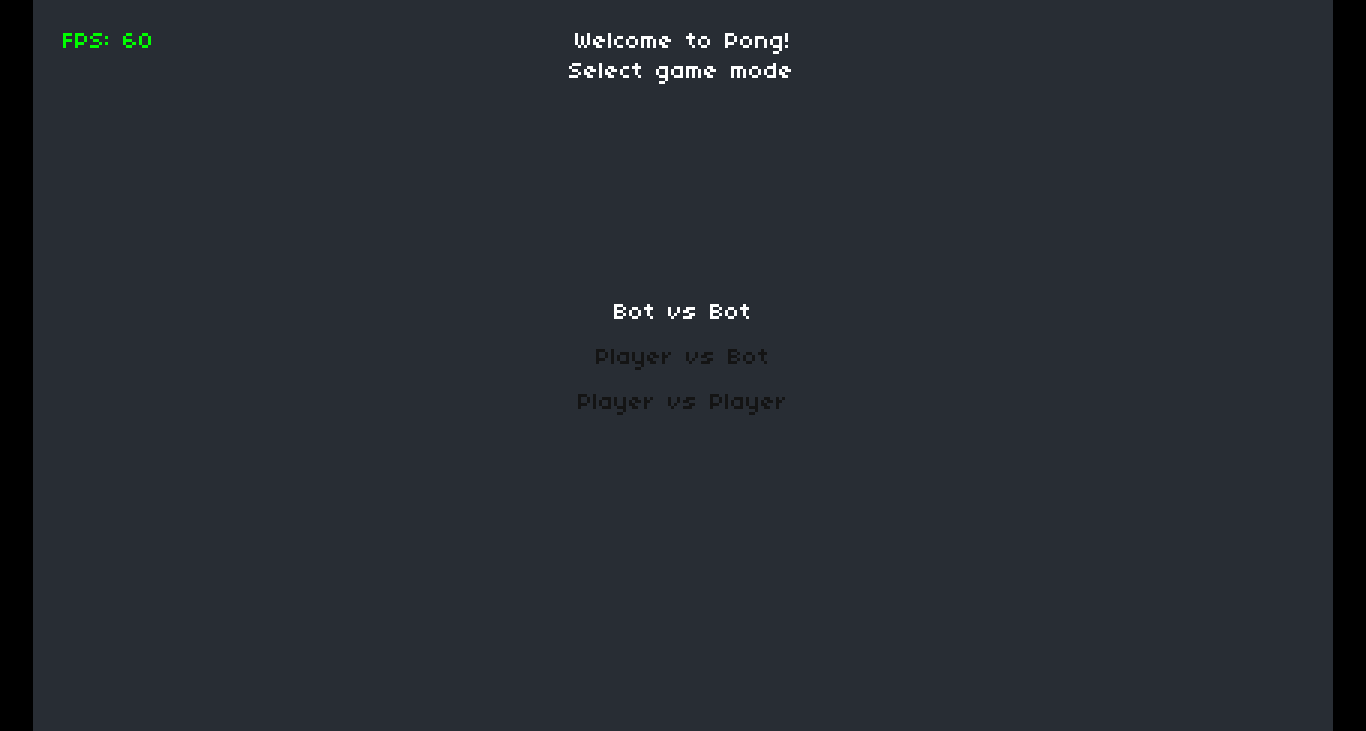 FPS: 60
Welcome to Pong!
Select game mode
Bot vs Bot
Player vs Bot
Player vs Player